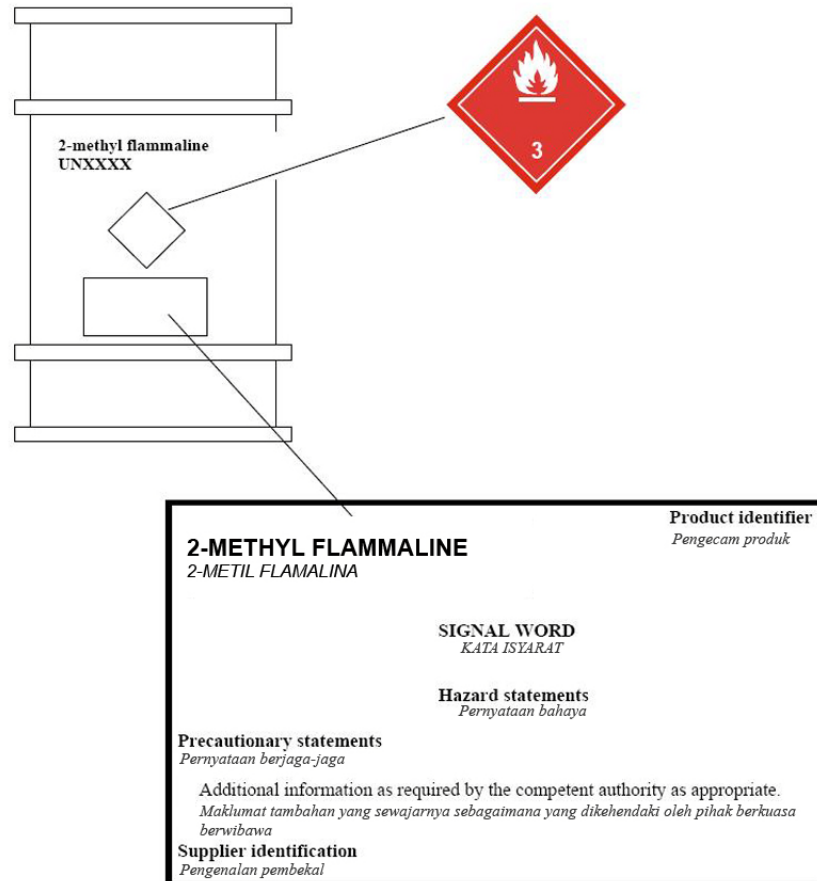 2-methyl flammaline
UNXXXX
3
Product identifier
Pengecam produk
2-METHYL FLAMMALINE
2-METIL FLAMALINA
SIGNAL WORD
KATA ISYARAT
Hazard statements
Pernyataan bahaya
Precautionary statements
Pernyataan berjaga-jaga
Additional information as required by the competent authority as appropriate.
Maklumat tambahan yang sewajarnya sebagaimana yang dikehendaki oleh pihak berkuasa
berwibawa
Supplier identification
Pengenalan pembekal